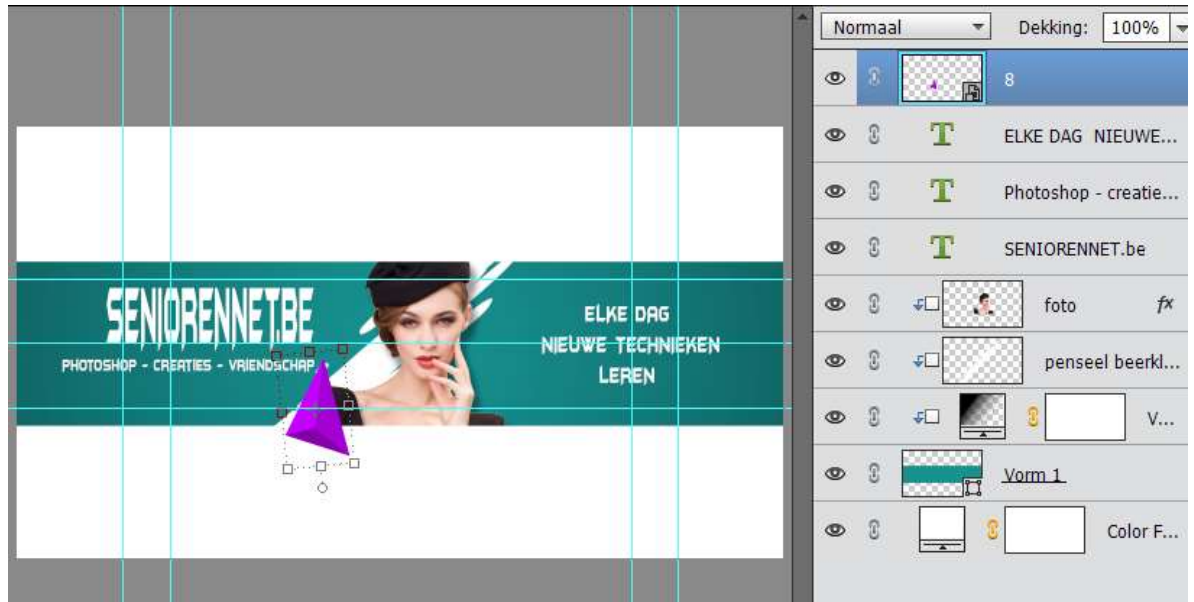 Normaal Dekking: 100%
8
ELKE DAG NIEUWE...
Photoshop - creatie...
SENIORENNET.be
foto fx
penseel beerkl...
V...
Vorm 1
Color F...
SENIORENNET.BE
PHOTOSHOP - CREATIES - VRIENDSCHAP
ELKE DAG
NIEUWE TECHNIEKEN
LEREN